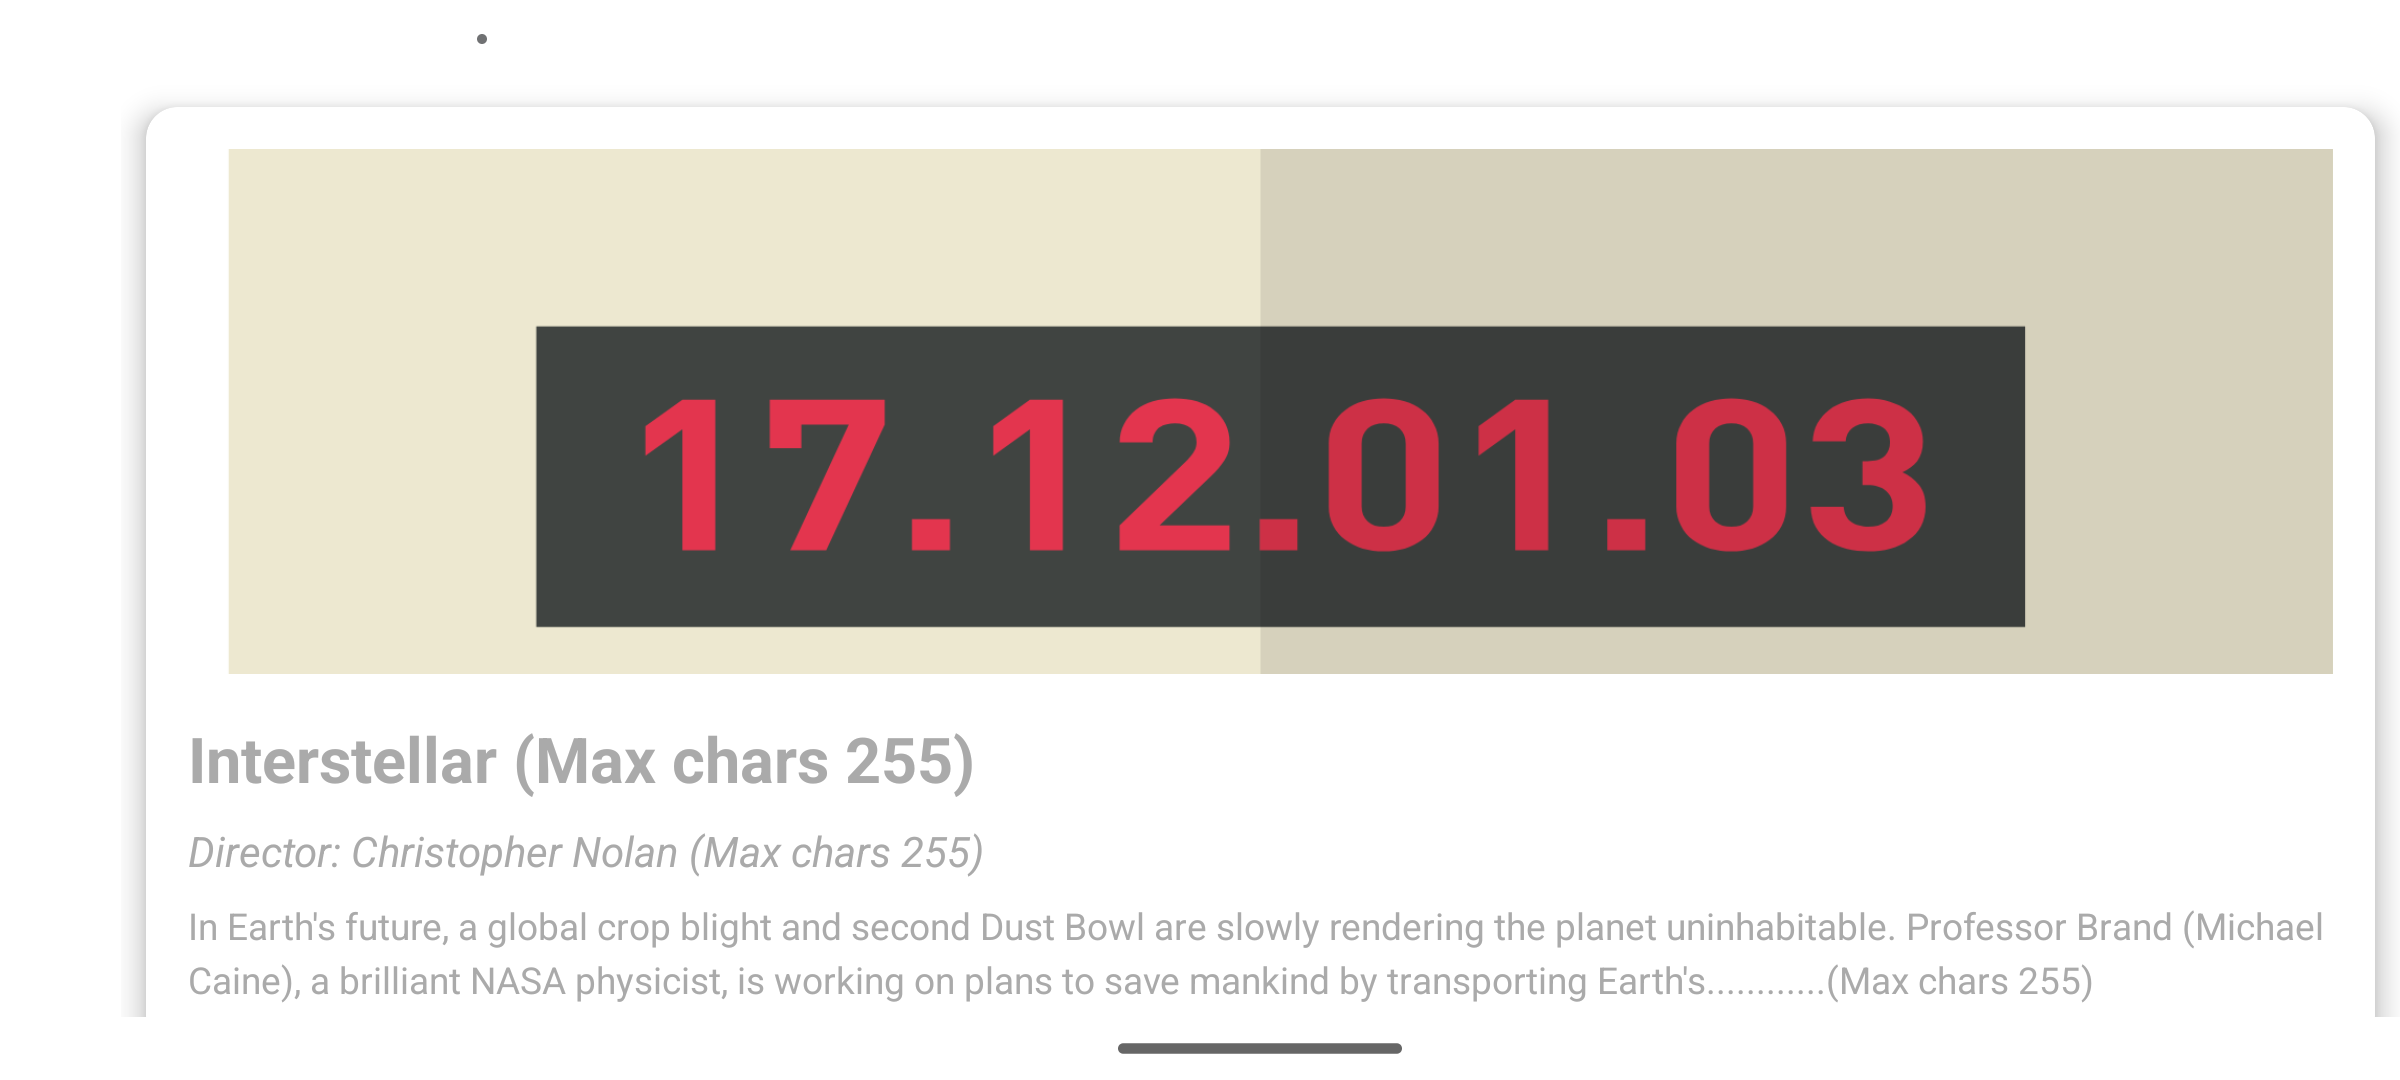 17.12.01.03
Interstellar (Max chars 255)
Director: Christopher Nolan (Max chars 255)
In Earth's future, a global crop blight and second Dust Bowl are slowly rendering the planet uninhabitable. Professor Brand (Michael
Caine), a brilliant NASA physicist, is working on plans to save mankind by transporting Earth's............(Max chars 255)